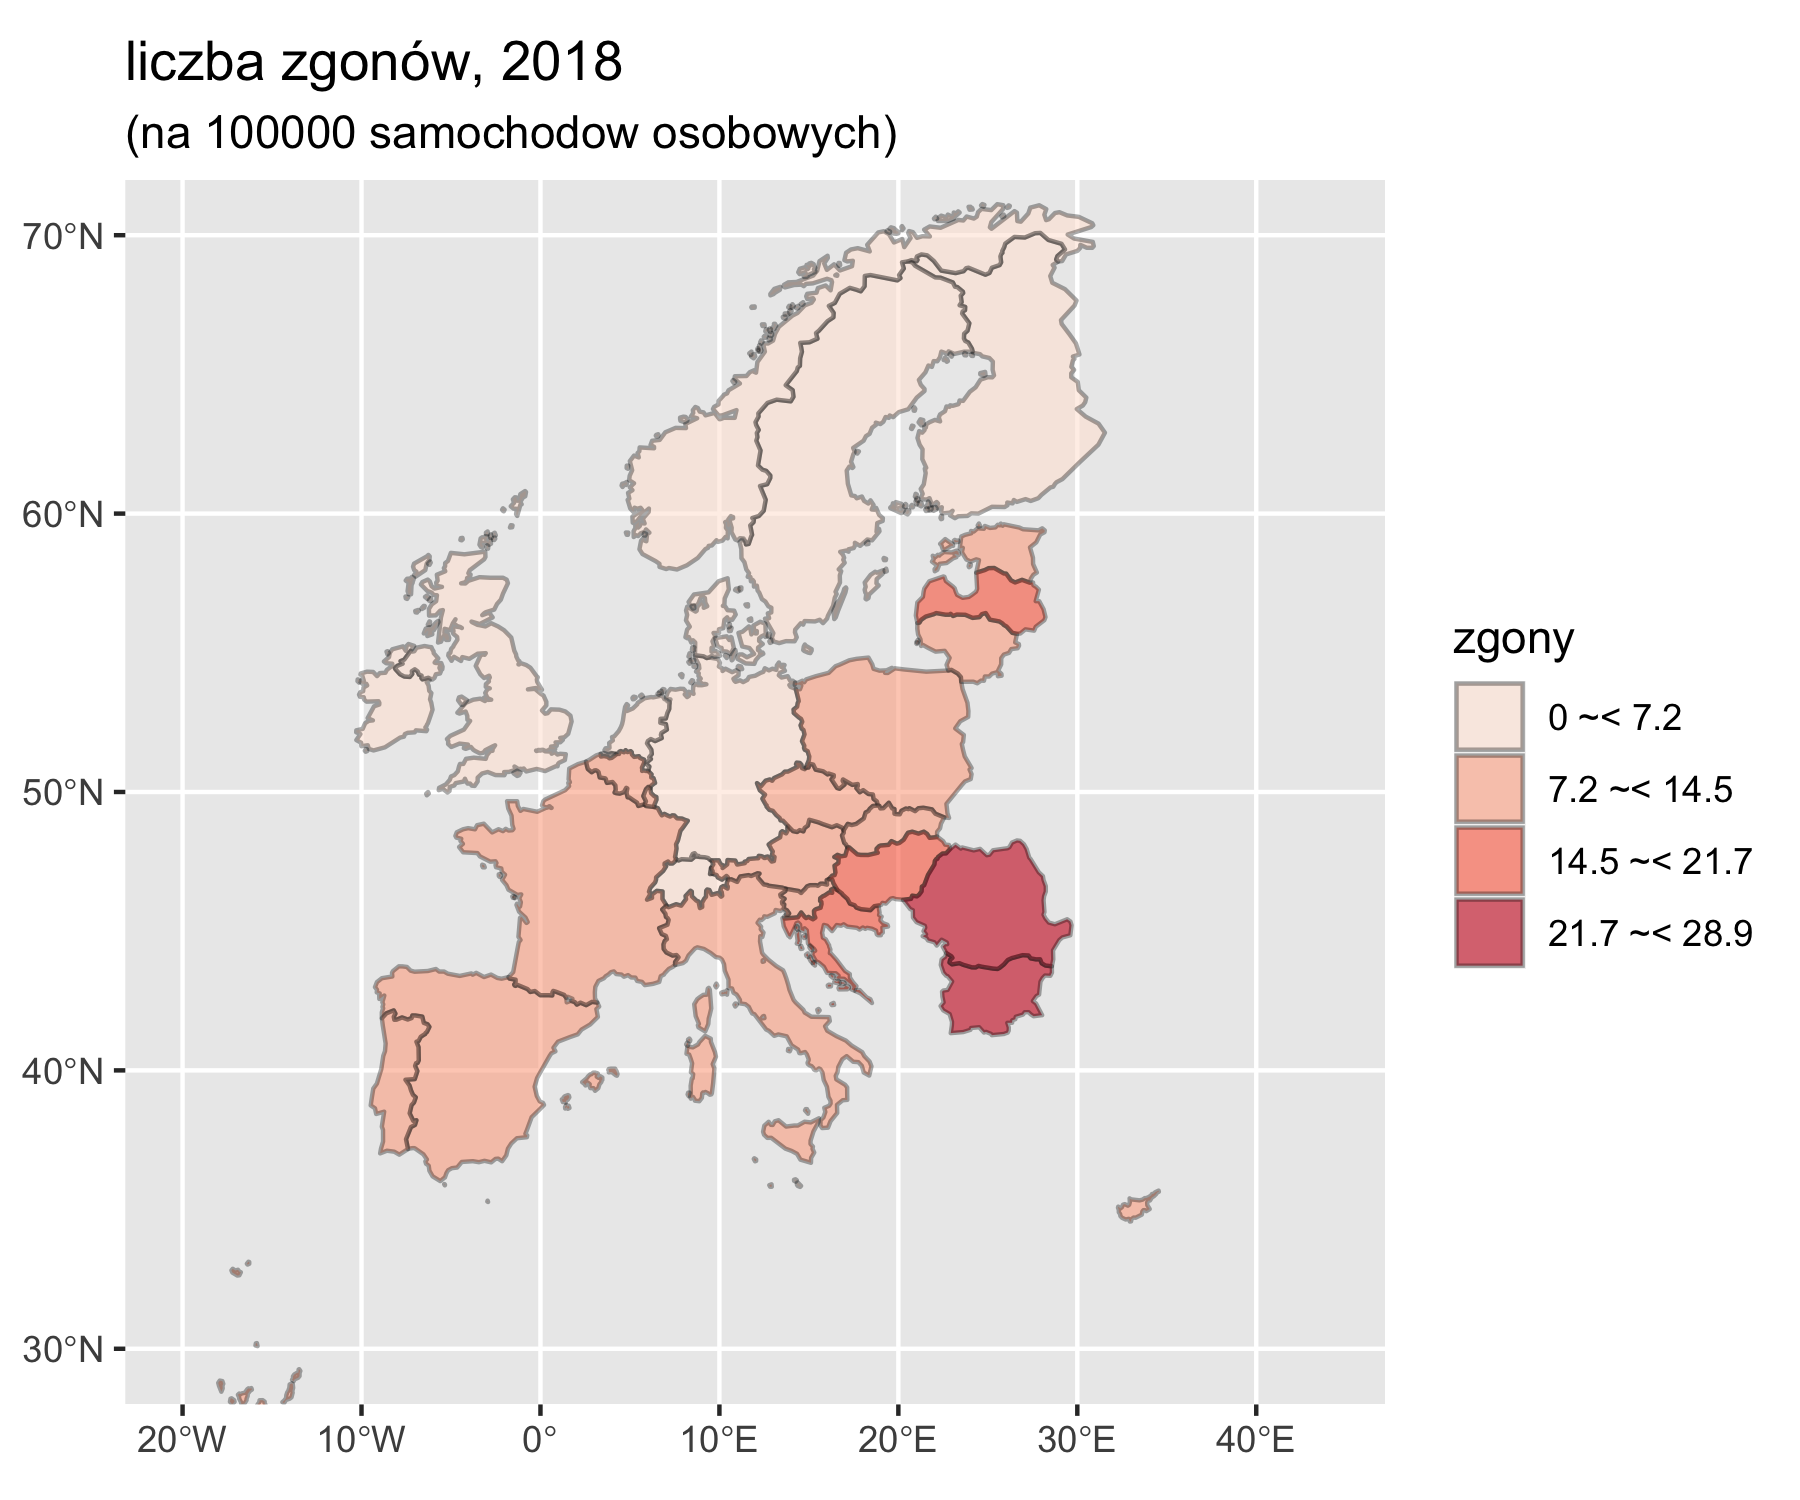 liczba zgonów, 2018
(na 100000 samochodow osobowych)
70°N
60°N
50°N
40°N
30°N
20°W 10°W 0° 10°E 20°E 30°E 40°E
zgony
0 ~< 7.2
7.2 ~< 14.5
14.5 ~< 21.7
21.7 ~< 28.9